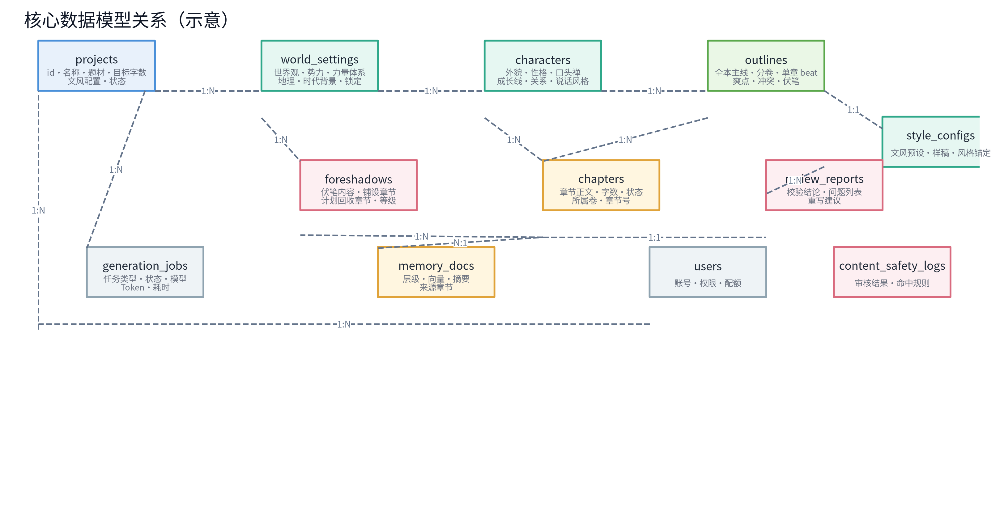 核心数据模型关系（示意）
projects
id・名称・题材・目标字数
文风配置・状态
world_settings
世界观・势力・力量体系
地理・时代背景・锁定
characters
外貌・性格・口头禅
成长线・关系・说话风格
outlines
全本主线・分卷・单章 beat
爽点・冲突・伏笔
1:N
1:N
1:N
1:1
style_configs
文风预设・样稿・风格锚定
1:N
1:N
1:N
1:N
foreshadows
伏笔内容・铺设章节
计划回收章节・等级
chapters
章节正文・字数・状态
所属卷・章节号
1:N
校验结论・问题列表
重写建议
1:N
1:N
N:1
1:1
generation_jobs
任务类型・状态・模型
Token・耗时
memory_docs
层级・向量・摘要
来源章节
users
账号・权限・配额
content_safety_logs
审核结果・命中规则
1:N